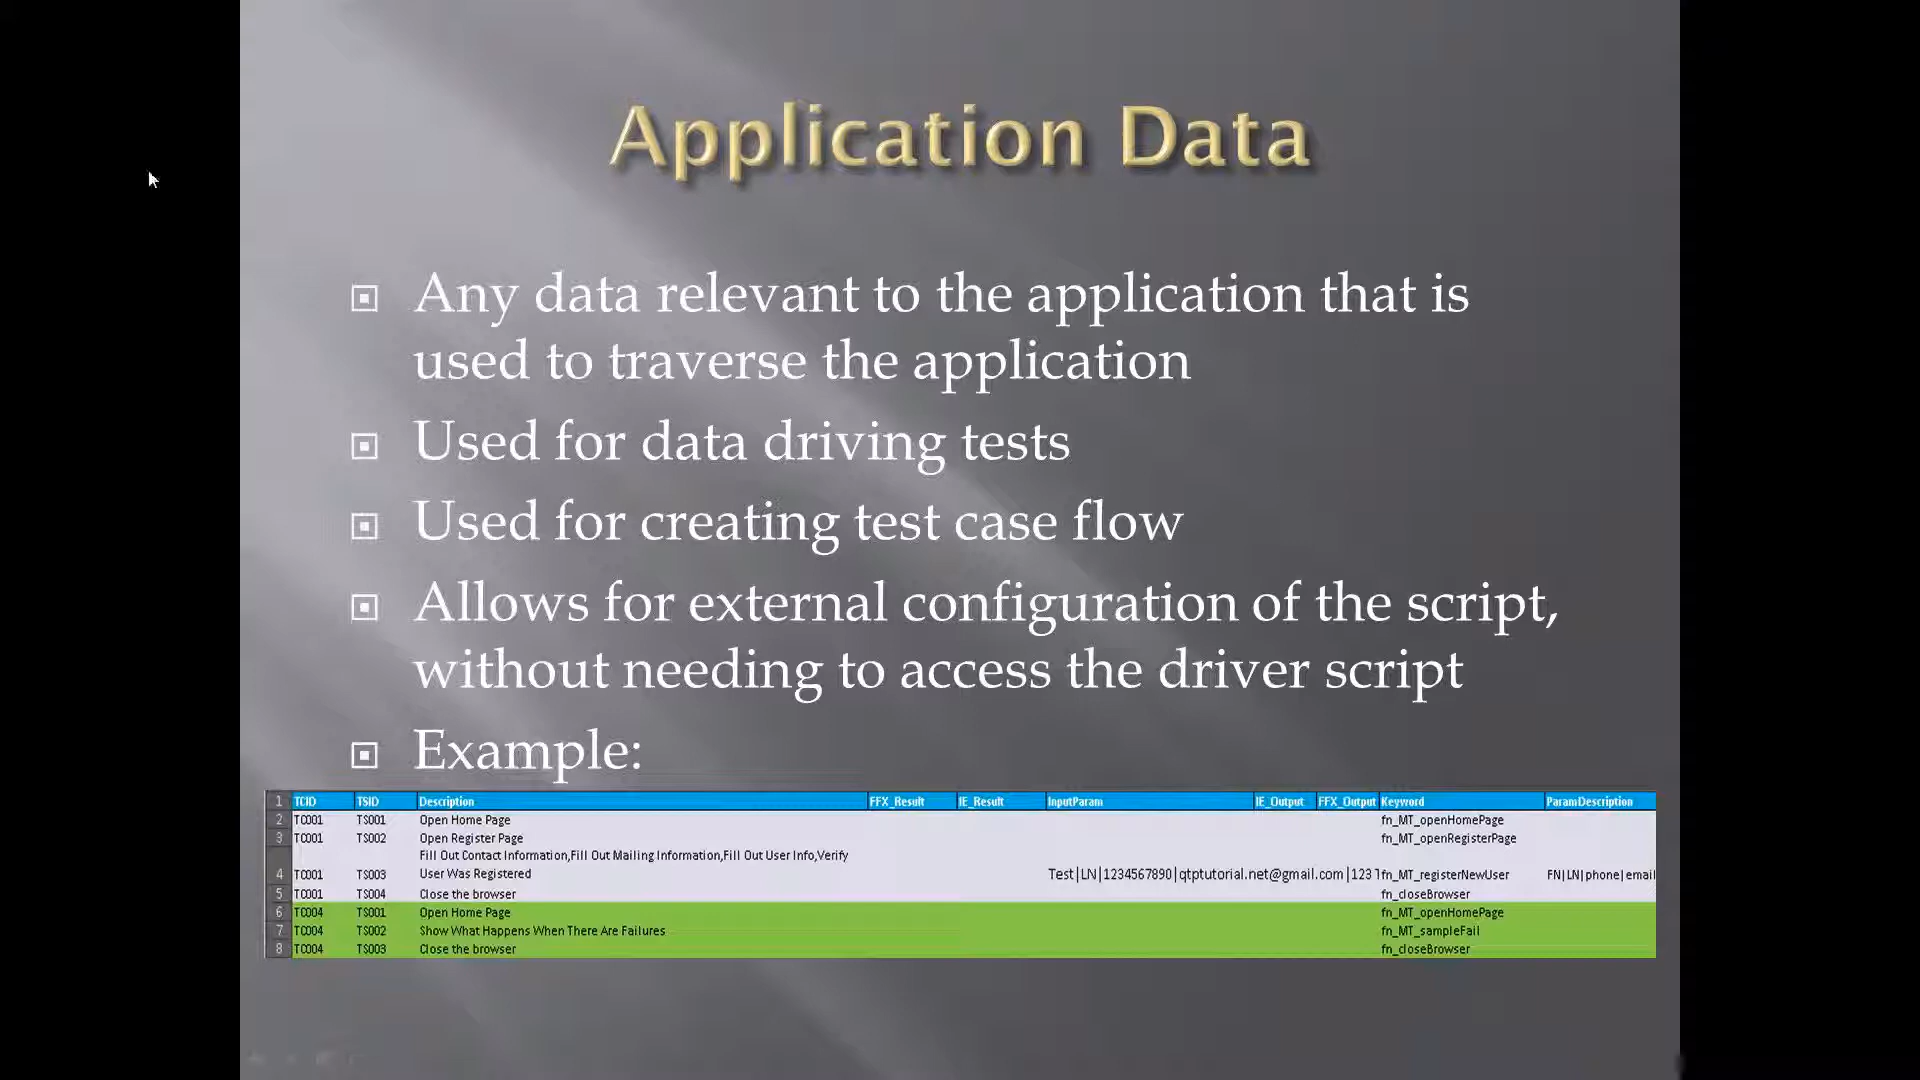 Application Data
Any data relevant to the application that is
used to traverse the application
Used for data driving tests
Used for creating test case flow
Allows for external configuration of the script,
without needing to access the driver script
Example:
1 TCID TSID Description FFX_Result IE_Result InputParam IE_Output FFX_Output Keyword ParamDescription
2 TC001 TS001 Open Home Page fn_MT_openHomePage
3 TC001 TS002 Open Register Page fn_MT_openRegisterPage
Fill Out Contact Information,Fill Out Mailing Information,Fill Out User Info,Verify
4 TC001 TS003 User Was Registered Test|LN|1234567890|qtptutorial.net@gmail.com|123 fn_MT_registerNewUser FN|LN|phone|email
5 TC001 TS004 Close the browser fn_closeBrowser
6 TC004 TS001 Open Home Page fn_MT_openHomePage
7 TC004 TS002 Show What Happens When There Are Failures fn_MT_sampleFail
8 TC004 TS003 Close the browser fn_closeBrowser